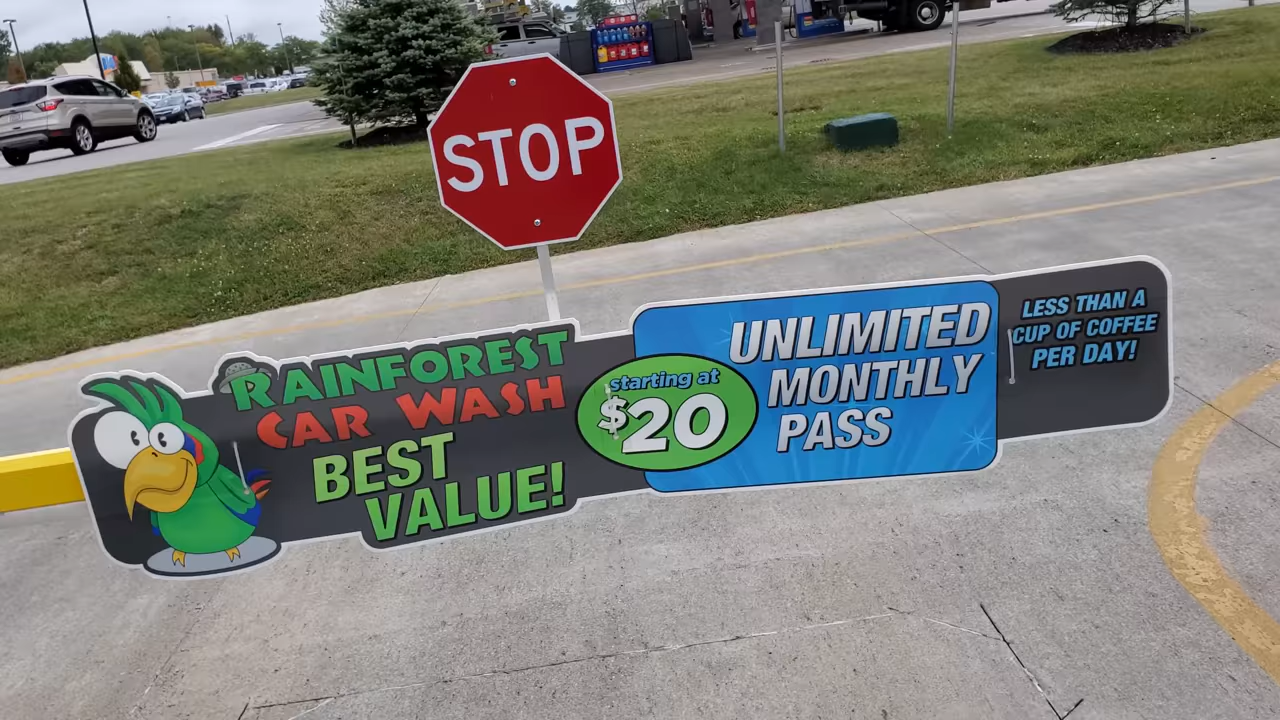 STOP
RAINFOREST
CAR WASH
BEST
VALUE!
starting at
$20
UNLIMITED
MONTHLY
PASS
LESS THAN A
CUP OF COFFEE
PER DAY!